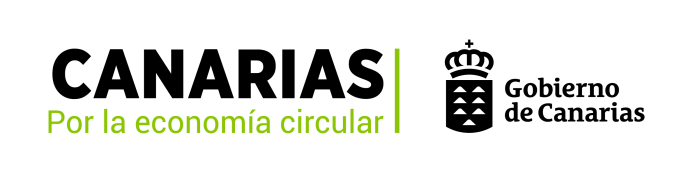 CANARIAS
Por la economía circular
Gobierno
de Canarias